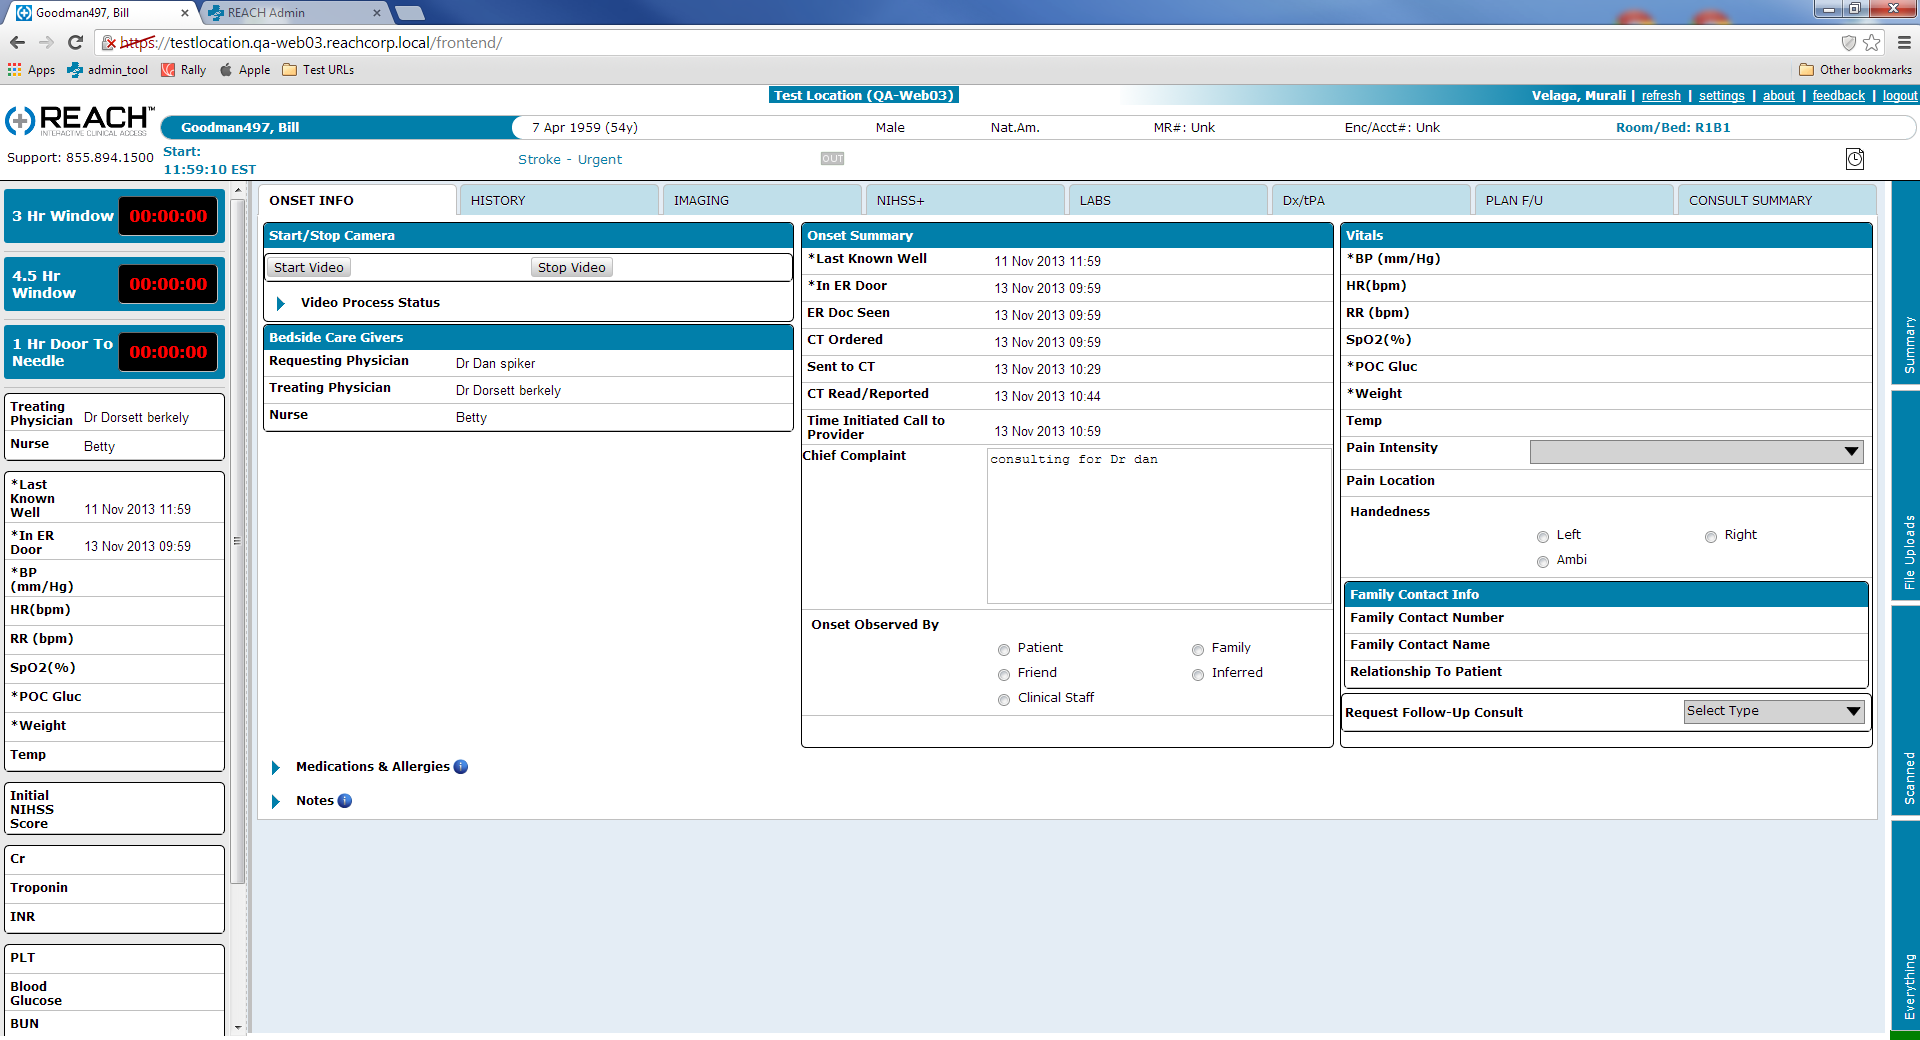 Goodman497, Bill
REACH Admin
https://testlocation.qa-web03.reachcorp.local/frontend/
Apps admin_tool Rally Apple Test URLs Other bookmarks
Test Location (QA-Web03)
Velaga, Murali | refresh | settings | about | feedback | logout
REACH™
INTERACTIVE CLINICAL ACCESS
Goodman497, Bill 7 Apr 1959 (54y) Male Nat.Am. MR#: Unk Enc/Acct#: Unk Room/Bed: R1B1
Support: 855.894.1500
Start:
11:59:10 EST
Stroke - Urgent
OUT
3 Hr Window 00:00:00
4.5 Hr
Window
00:00:00
1 Hr Door To
Needle
00:00:00
Treating
Physician Dr Dorsett berkely
Nurse Betty
*Last
Known
Well 11 Nov 2013 11:59
*In ER
Door 13 Nov 2013 09:59
*BP
(mm/Hg)
HR(bpm)
RR (bpm)
SpO2(%)
*POC Gluc
*Weight
Temp
Initial
NIHSS
Score
Cr
Troponin
INR
PLT
Blood
Glucose
BUN
ONSET INFO HISTORY IMAGING NIHSS+ LABS Dx/tPA PLAN F/U CONSULT SUMMARY
Start/Stop Camera
Start Video Stop Video
Video Process Status
Bedside Care Givers
Requesting Physician Dr Dan spiker
Treating Physician Dr Dorsett berkely
Nurse Betty
Onset Summary
*Last Known Well 11 Nov 2013 11:59
*In ER Door 13 Nov 2013 09:59
ER Doc Seen 13 Nov 2013 09:59
CT Ordered 13 Nov 2013 09:59
Sent to CT 13 Nov 2013 10:29
CT Read/Reported 13 Nov 2013 10:44
Time Initiated Call to
Provider 13 Nov 2013 10:59
Chief Complaint consulting for Dr dan
Onset Observed By
Patient Family
Friend Inferred
Clinical Staff
Vitals
*BP (mm/Hg)
HR(bpm)
RR (bpm)
SpO2(%)
*POC Gluc
*Weight
Temp
Pain Intensity
Pain Location
Handedness
Left Right
Ambi
Family Contact Info
Family Contact Number
Family Contact Name
Relationship To Patient
Request Follow-Up Consult Select Type
Medications & Allergies
Notes
Summary
File Uploads
Scanned
Everything